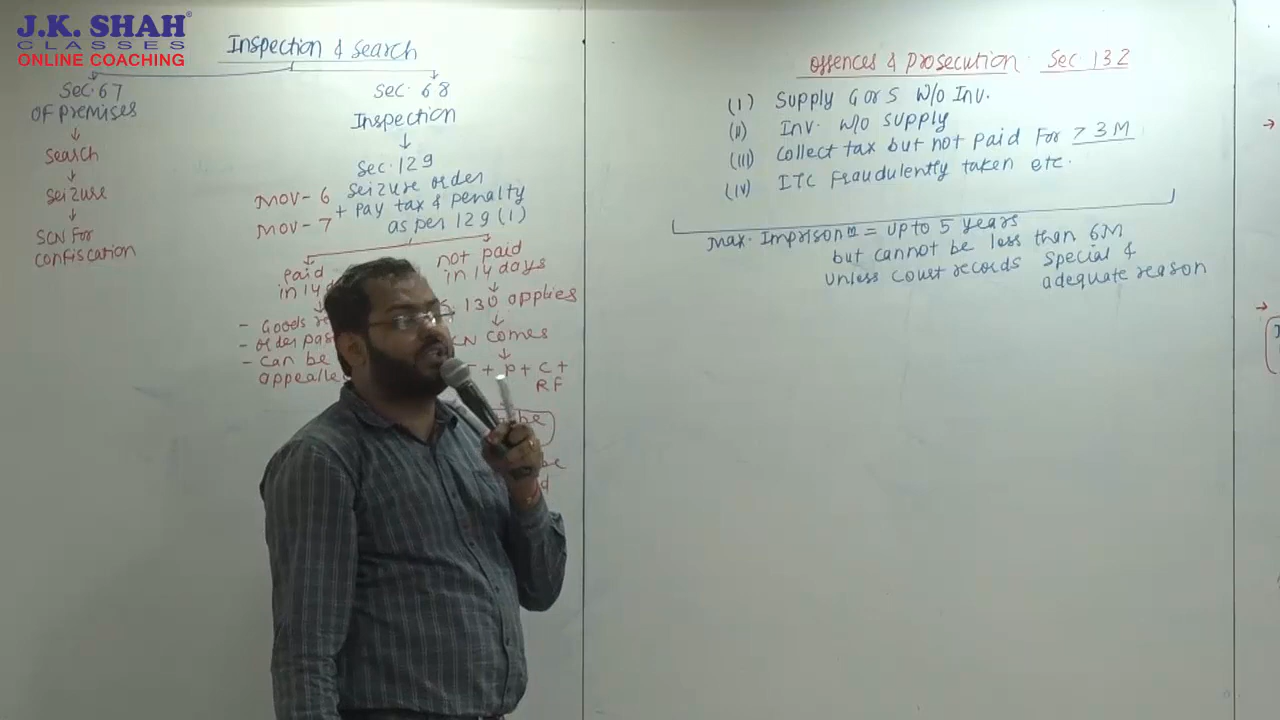 J.K. SHAH®
CLASSES
ONLINE COACHING
Inspection & Search
Sec. 67
OF Premises
Search
Seizure
SCN For
Confiscation
Sec. 68
Inspection
Sec. 129
MOV-6 Seizure order
MOV-7 + Pay tax & penalty
as per 129 (1)
Paid
in 14
- Goods
- order
- can be
appealle
not paid
in 14 days
130 applies
comes
+ P + C +
RF
be
offences & Prosecution Sec. 132
(I) Supply G or S W/o Inv.
(II) Inv. W/o supply
(III) collect tax but not paid For > 3M
(IV) ITC Fraudulently taken etc.
Max. Imprison = upto 5 years
but cannot be less than 6M
unless court records special &
adequate reason